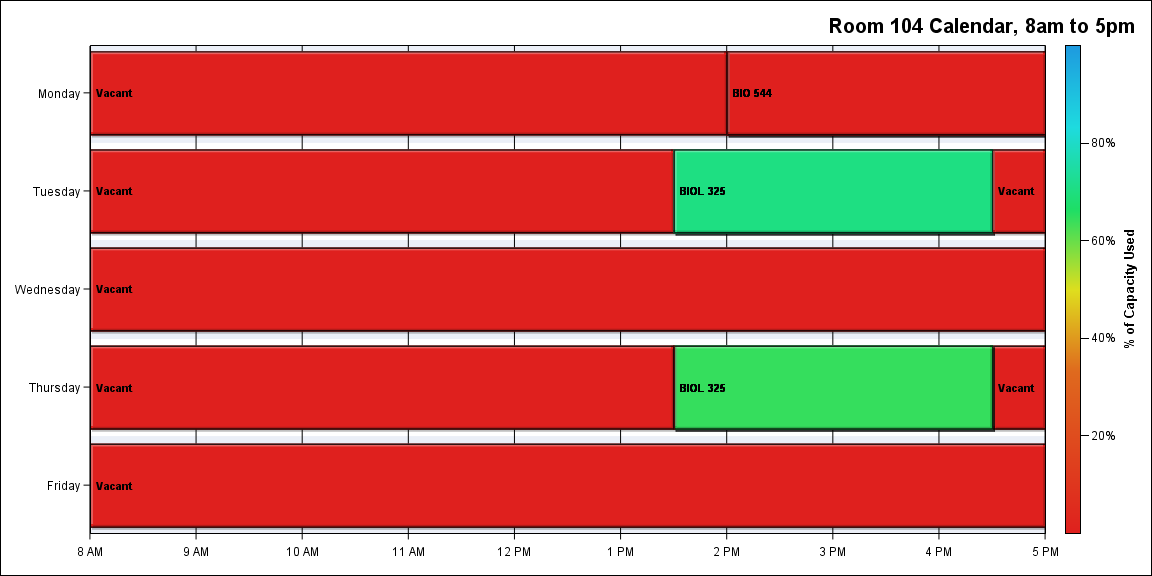 Room 104 Calendar, 8am to 5pm
Monday
Vacant
BIO 544
Tuesday
Vacant
BIOL 325
Vacant
Wednesday
Vacant
Thursday
Vacant
BIOL 325
Vacant
Friday
Vacant
8 AM 9 AM 10 AM 11 AM 12 PM 1 PM 2 PM 3 PM 4 PM 5 PM
80%
60%
40%
20%
% of Capacity Used